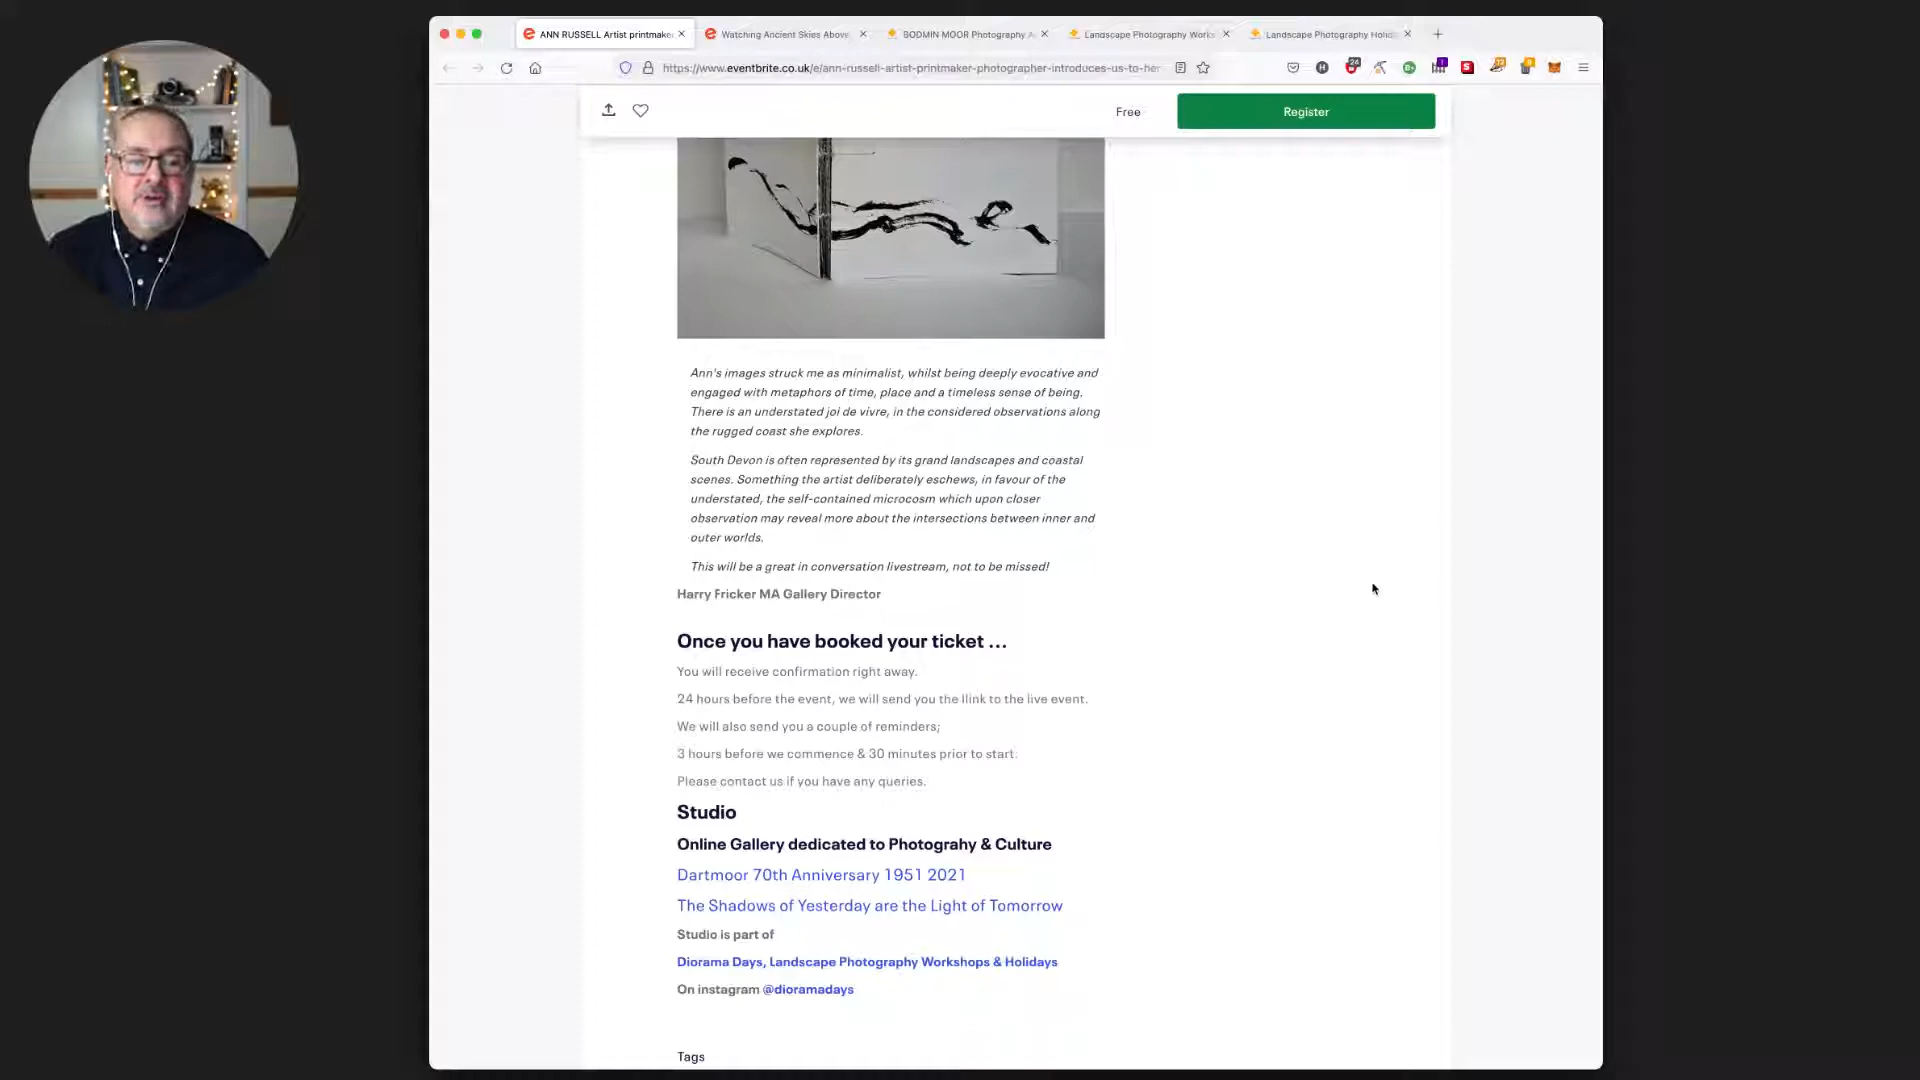 ANN RUSSELL Artist printmake
Watching Ancient Skies Above
BODMIN MOOR Photography A
Landscape Photography Works
Landscape Photography Holid
https://www.eventbrite.co.uk/e/ann-russell-artist-printmaker-photographer-introduces-us-to-her
Free
Register
Ann's images struck me as minimalist, whilst being deeply evocative and
engaged with metaphors of time, place and a timeless sense of being.
There is an understated joi de vivre, in the considered observations along
the rugged coast she explores.
South Devon is often represented by its grand landscapes and coastal
scenes. Something the artist deliberately eschews, in favour of the
understated, the self-contained microcosm which upon closer
observation may reveal more about the intersections between inner and
outer worlds.
This will be a great in conversation livestream, not to be missed!
Harry Fricker MA Gallery Director
Once you have booked your ticket ...
You will receive confirmation right away.
24 hours before the event, we will send you the llink to the live event.
We will also send you a couple of reminders;
3 hours before we commence & 30 minutes prior to start.
Please contact us if you have any queries.
Studio
Online Gallery dedicated to Photograhy & Culture
Dartmoor 70th Anniversary 1951 2021
The Shadows of Yesterday are the Light of Tomorrow
Studio is part of
Diorama Days, Landscape Photography Workshops & Holidays
On instagram @dioramadays
Tags